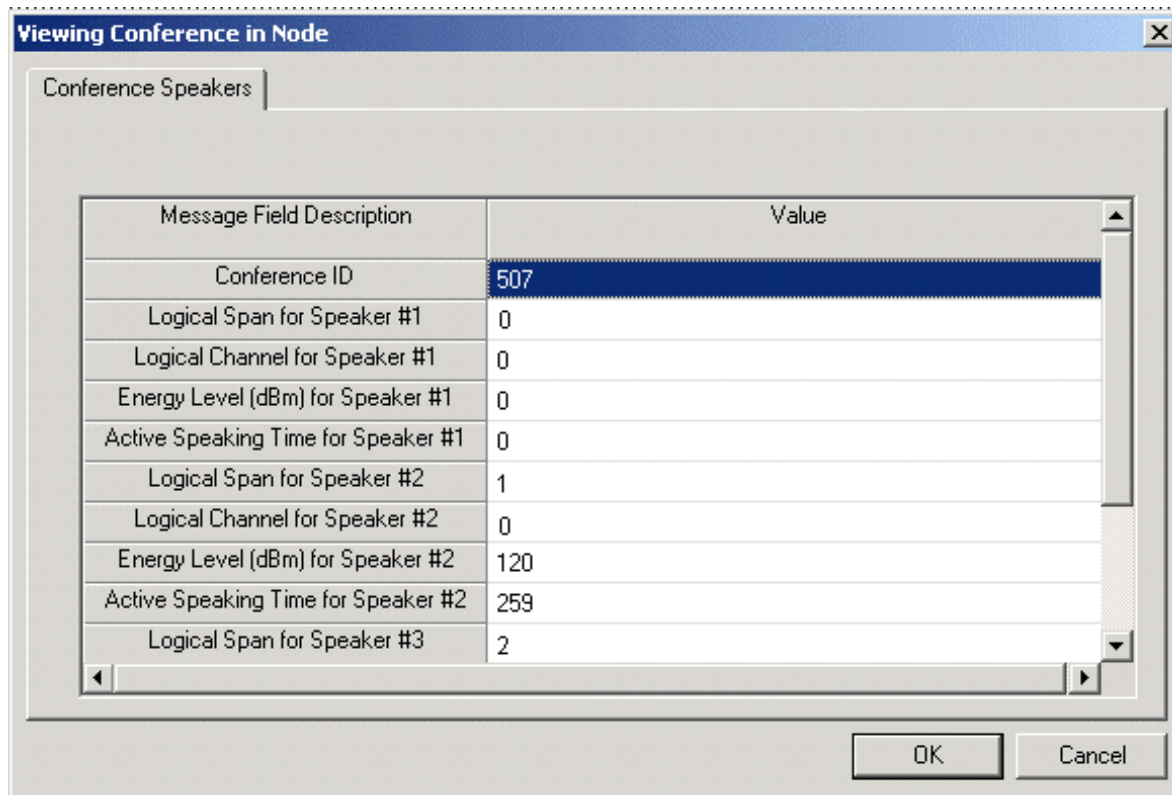 Viewing Conference in Node
Conference Speakers
Message Field Description Value
Conference ID 507
Logical Span for Speaker #1 0
Logical Channel for Speaker #1 0
Energy Level (dBm) for Speaker #1 0
Active Speaking Time for Speaker #1 0
Logical Span for Speaker #2 1
Logical Channel for Speaker #2 0
Energy Level (dBm) for Speaker #2 120
Active Speaking Time for Speaker #2 259
Logical Span for Speaker #3 2
OK Cancel